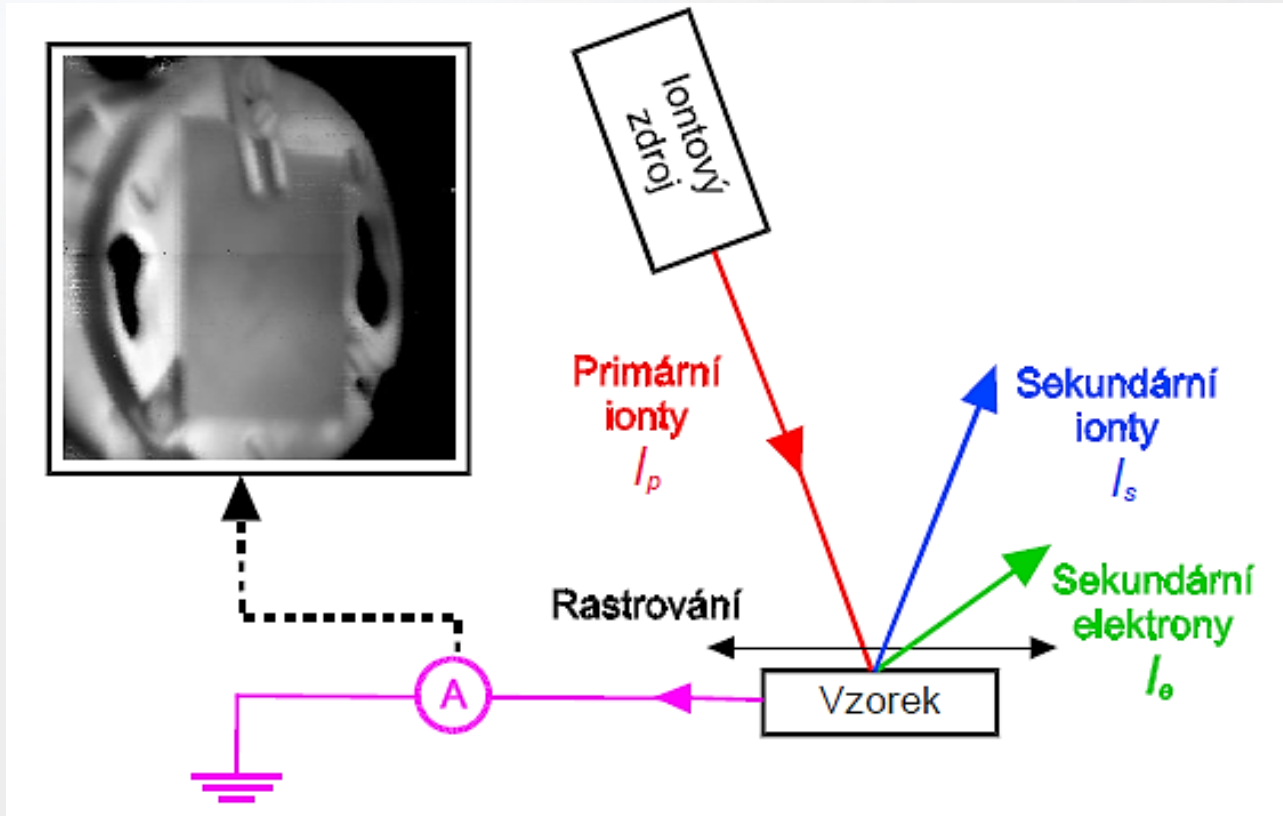 Iontový
zdroj
Primární
ionty
Ip
Sekundární
ionty
Is
Rastrování
Sekundární
elektrony
Ie
A
Vzorek